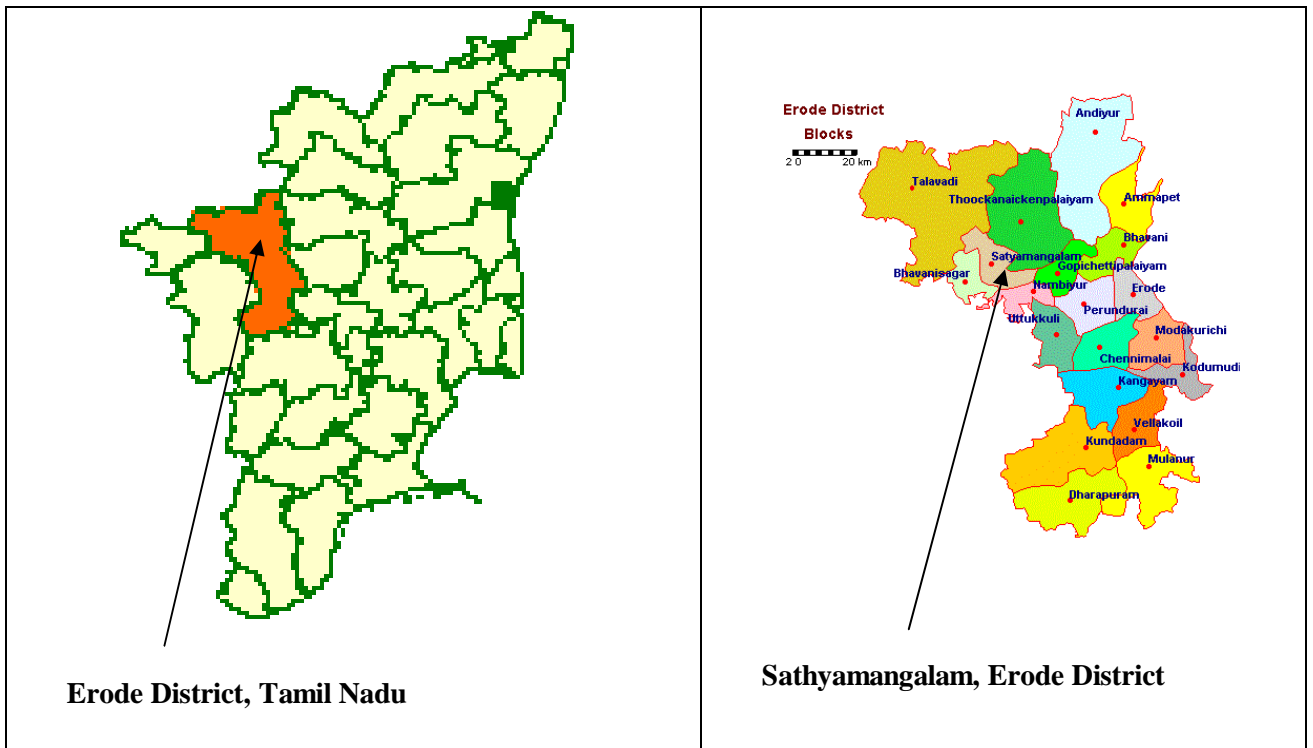 Erode District, Tamil Nadu
Erode District
Blocks
2 0 20 km
Andiyur
Talavadi
Thoockanaickenpalaiyam
Ammapet
Bhavani
Satyamangalam
Gopichettipalaiyam
Bhavanisagar
Nambiyur
Erode
Perundurai
Uttukkuli
Modakurichi
Chennimalai
Kodumudi
Kangayam
Vellakoil
Kundadam
Mulanur
Dharapuram
Sathyamangalam, Erode District